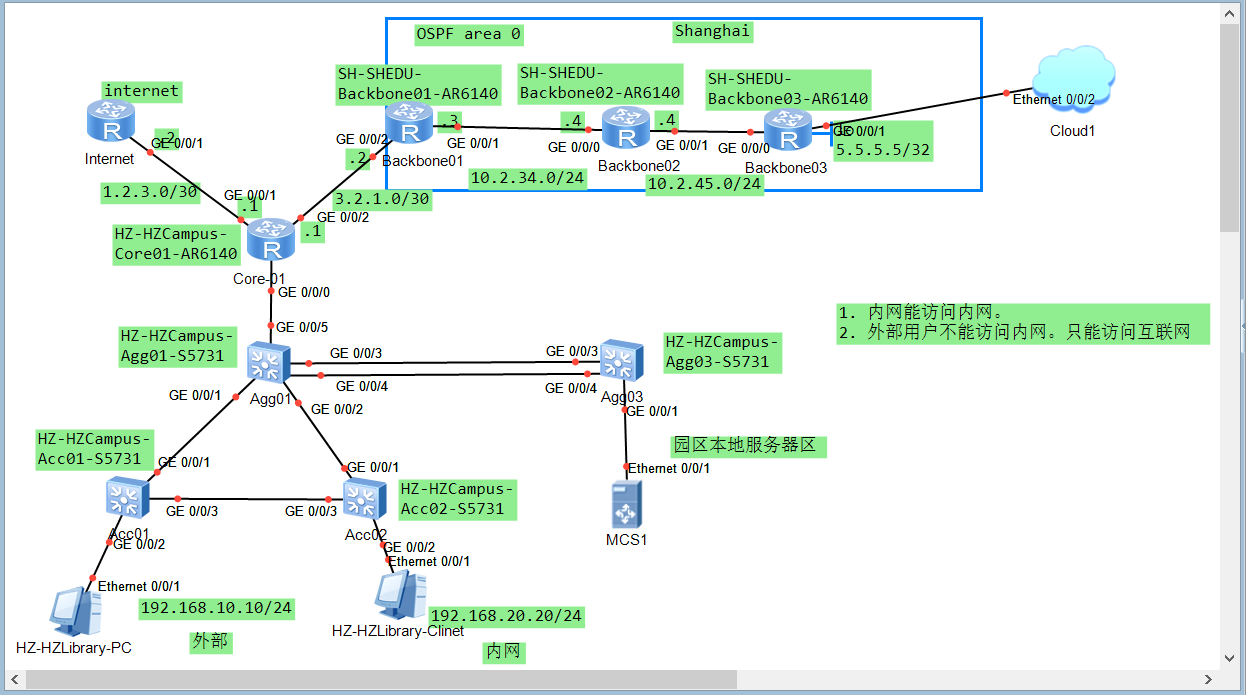 OSPF area 0
Shanghai
internet
SH-SHEDU-
Backbone01-AR6140
SH-SHEDU-
Backbone02-AR6140
SH-SHEDU-
Backbone03-AR6140
Ethernet 0/0/2
Cloud1
.2
GE 0/0/1
Internet
GE 0/0/2
.3
GE 0/0/1
.4
GE 0/0/0
.4
GE 0/0/1
GE 0/0/0
GE 0/0/1
5.5.5.5/32
.2
Backbone01
Backbone02
Backbone03
10.2.34.0/24
10.2.45.0/24
1.2.3.0/30
GE 0/0/1
.1
3.2.1.0/30
GE 0/0/2
.1
HZ-HZCampus-
Core01-AR6140
Core-01
GE 0/0/0
GE 0/0/5
1. 内网能访问内网。
2. 外部用户不能访问内网。只能访问互联网
HZ-HZCampus-
Agg01-S5731
GE 0/0/3
GE 0/0/3
HZ-HZCampus-
Agg03-S5731
GE 0/0/4
GE 0/0/4
Agg01
Agg03
GE 0/0/1
GE 0/0/2
GE 0/0/1
园区本地服务器区
HZ-HZCampus-
Acc01-S5731
GE 0/0/1
GE 0/0/1
Ethernet 0/0/1
HZ-HZCampus-
Acc02-S5731
GE 0/0/3
GE 0/0/3
Acc01
GE 0/0/2
Acc02
GE 0/0/2
MCS1
Ethernet 0/0/1
Ethernet 0/0/1
192.168.10.10/24
192.168.20.20/24
HZ-HZLibrary-PC
外部
HZ-HZLibrary-Clinet
内网